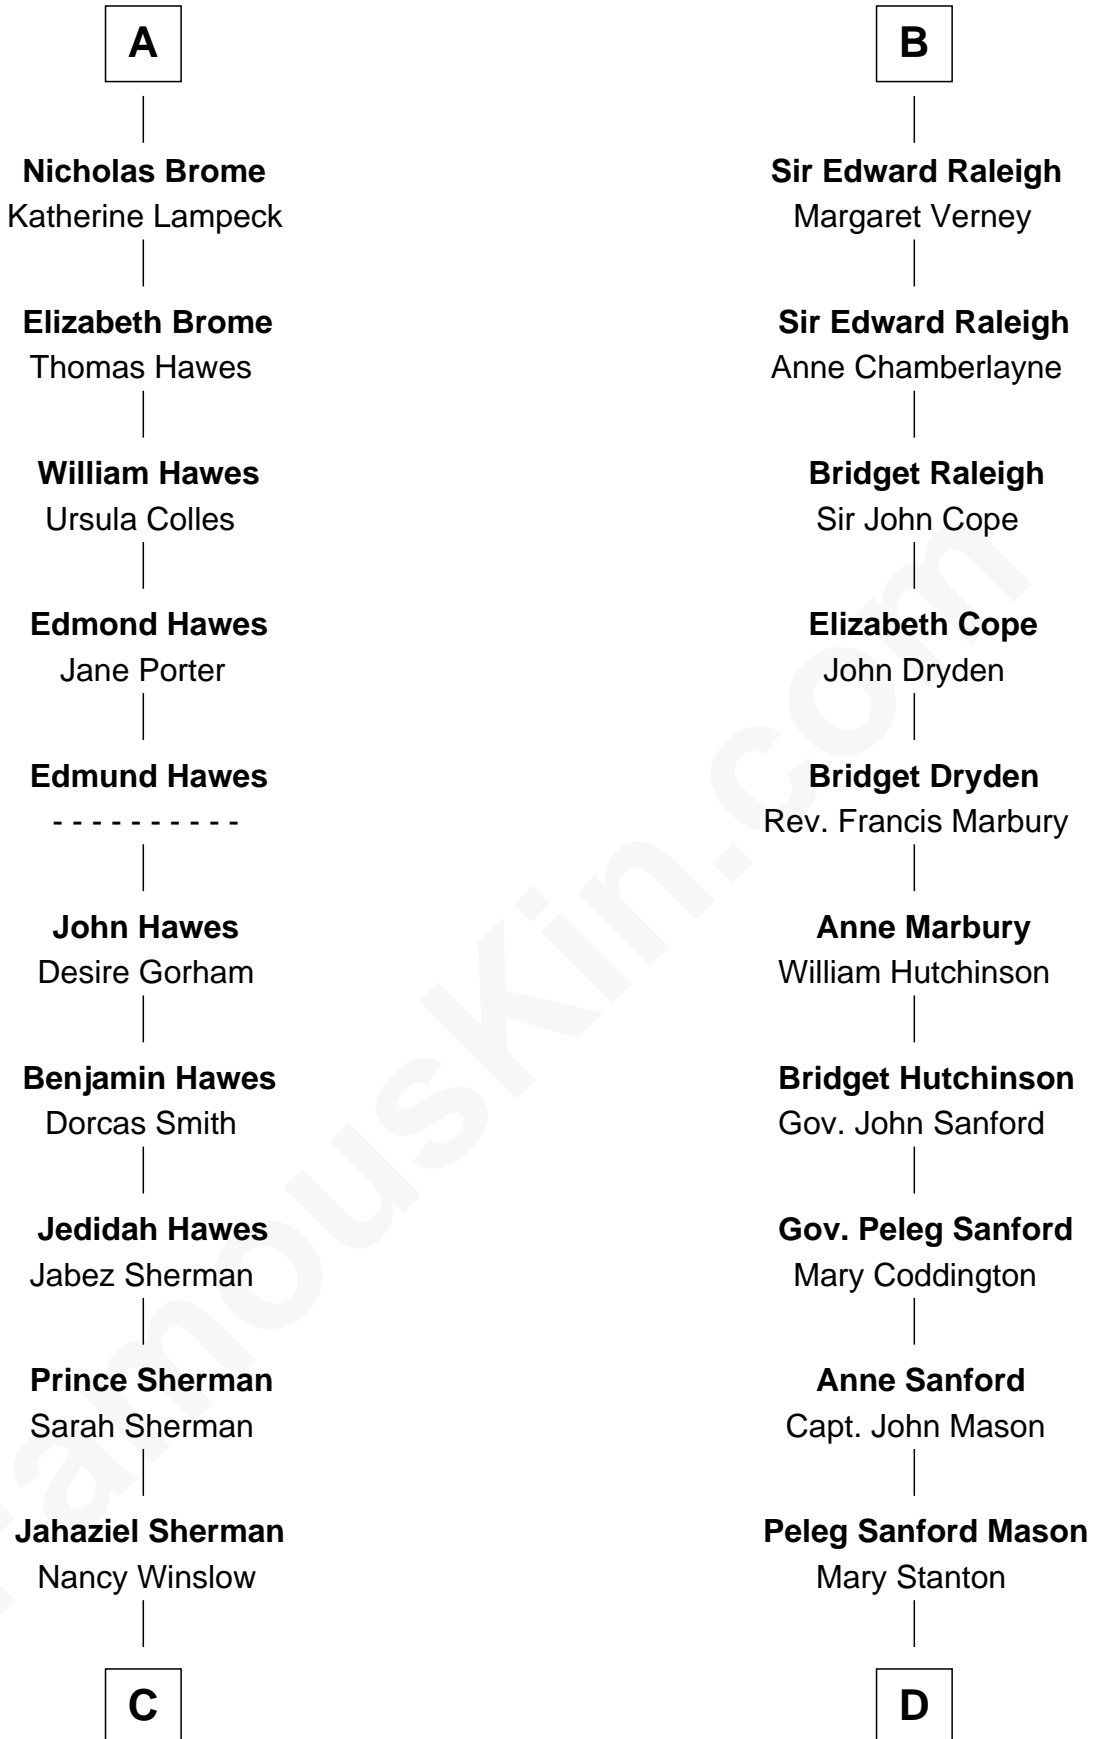 A
Nicholas Brome
Katherine Lampeck
Elizabeth Brome
Thomas Hawes
William Hawes
Ursula Colles
Edmond Hawes
Jane Porter
Edmund Hawes
- - - - - - - - - -
John Hawes
Desire Gorham
Benjamin Hawes
Dorcas Smith
Jedidah Hawes
Jabez Sherman
Prince Sherman
Sarah Sherman
Jahaziel Sherman
Nancy Winslow
C
B
Sir Edward Raleigh
Margaret Verney
Sir Edward Raleigh
Anne Chamberlayne
Bridget Raleigh
Sir John Cope
Elizabeth Cope
John Dryden
Bridget Dryden
Rev. Francis Marbury
Anne Marbury
William Hutchinson
Bridget Hutchinson
Gov. John Sanford
Gov. Peleg Sanford
Mary Coddington
Anne Sanford
Capt. John Mason
Peleg Sanford Mason
Mary Stanton
D
FamousKin.com